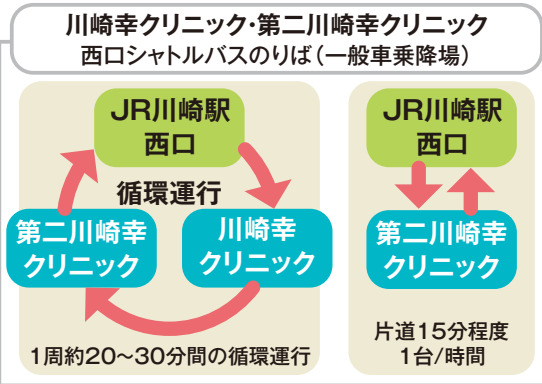 川崎幸クリニック・第二川崎幸クリニック
西口シャトルバスのりば（一般車乗降場）
JR川崎駅
西口
循環運行
第二川崎幸
クリニック
川崎幸
クリニック
1周約20〜30分間の循環運行
JR川崎駅
西口
第二川崎幸
クリニック
片道15分程度
1台/時間